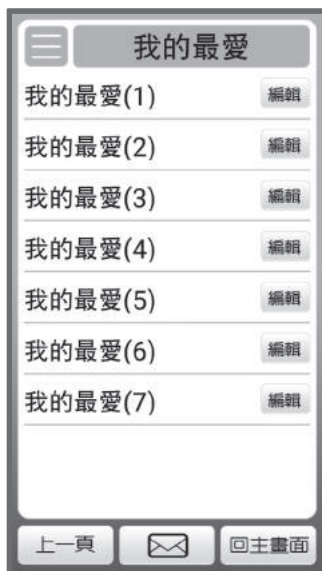 我的最愛
我的最愛(1) 編輯
我的最愛(2) 編輯
我的最愛(3) 編輯
我的最愛(4) 編輯
我的最愛(5) 編輯
我的最愛(6) 編輯
我的最愛(7) 編輯
上一頁 回主畫面